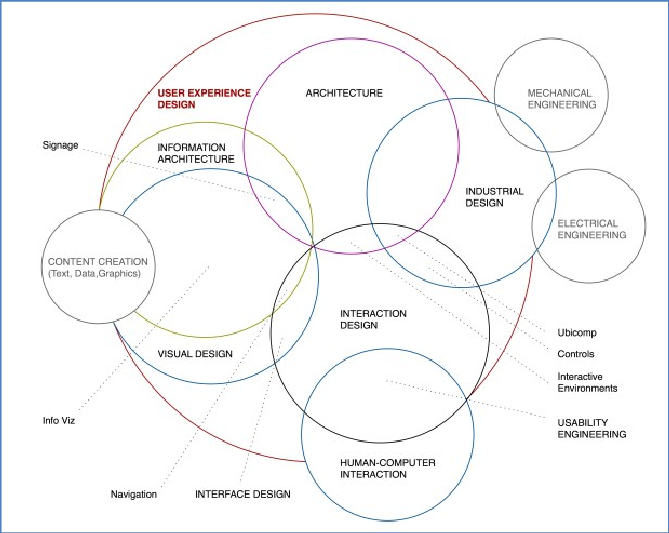 USER EXPERIENCE
DESIGN
ARCHITECTURE
MECHANICAL
ENGINEERING
Signage
INFORMATION
ARCHITECTURE
INDUSTRIAL
DESIGN
ELECTRICAL
ENGINEERING
CONTENT CREATION
(Text, Data,Graphics)
INTERACTION
DESIGN
VISUAL DESIGN
Ubicomp
Controls
Interactive
Environments
Info Viz
USABILITY
ENGINEERING
HUMAN-COMPUTER
INTERACTION
Navigation
INTERFACE DESIGN